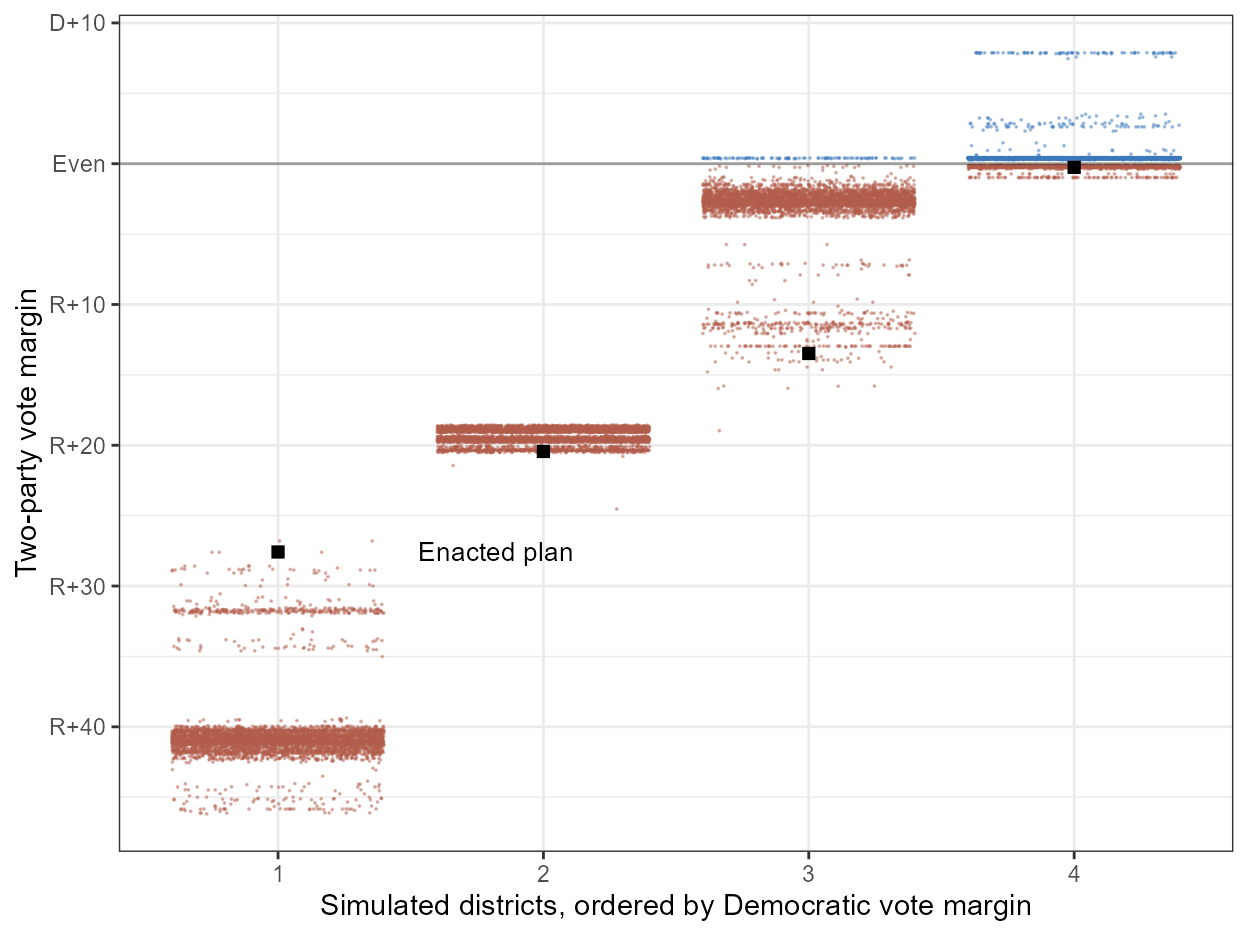 D+10
Even
R+10
R+20
R+30
R+40
Two-party vote margin
Enacted plan
1 2 3 4
Simulated districts, ordered by Democratic vote margin